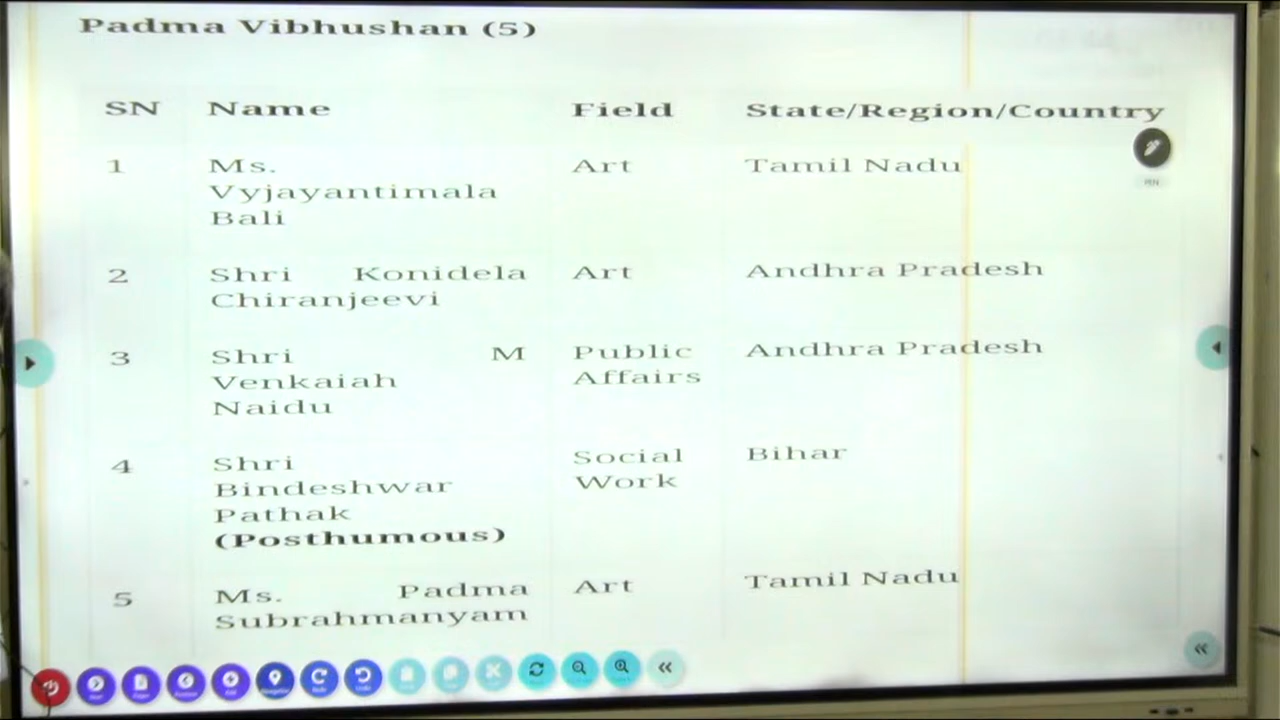 Padma Vibhushan (5)
SN Name Field State/Region/Country
1 Ms. Vyjayantimala Bali Art Tamil Nadu
2 Shri Konidela Chiranjeevi Art Andhra Pradesh
3 Shri M Venkaiah Naidu Public Affairs Andhra Pradesh
4 Shri Bindeshwar Pathak (Posthumous) Social Work Bihar
5 Ms. Padma Subrahmanyam Art Tamil Nadu
PEN